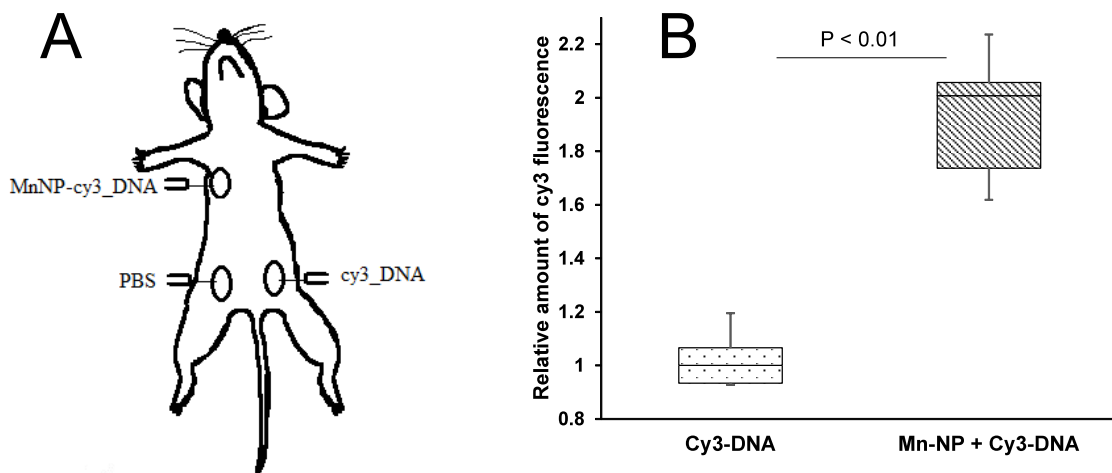 A
MnNP-cy3_DNA
PBS
cy3_DNA
B
P < 0.01
Relative amount of cy3 fluorescence
2.2
2
1.8
1.6
1.4
1.2
1
0.8
Cy3-DNA
Mn-NP + Cy3-DNA